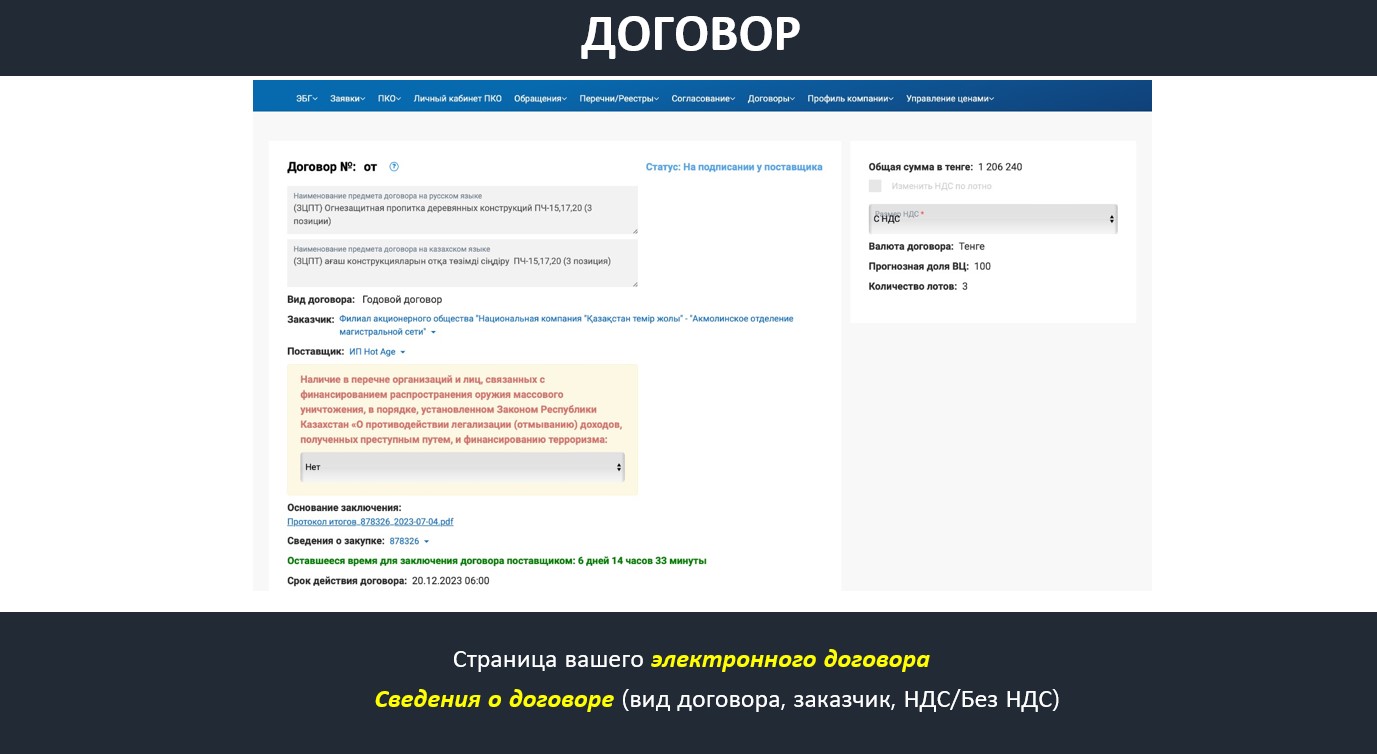 ДОГОВОР
ЭБГ Заявки ПКО Личный кабинет ПКО Обращения Перечни/Реестры Согласование Договоры Профиль компании Управление ценами
Договор №: от ?
Статус: На подписании у поставщика
Наименование предмета договора на русском языке
(ЗЦПТ) Огнезащитная пропитка деревянных конструкций ПЧ-15,17,20 (3
позиции)
Наименование предмета договора на казахском языке
(ЗЦПТ) ағаш конструкцияларын отқа төзімді сіңдіру ПЧ-15,17,20 (3 позиция)
Вид договора: Годовой договор
Заказчик: Филиал акционерного общества "Национальная компания "Қазақстан темір жолы" - "Акмолинское отделение
магистральной сети"
Поставщик: ИП Hot Age
Наличие в перечне организаций и лиц, связанных с
финансированием распространения оружия массового
уничтожения, в порядке, установленном Законом Республики
Казахстан «О противодействии легализации (отмыванию) доходов,
полученных преступным путем, и финансированию терроризма:
Нет
Основание заключения:
Протокол итогов_878326_2023-07-04.pdf
Сведения о закупке: 878326
Оставшееся время для заключения договора поставщиком: 6 дней 14 часов 33 минуты
Срок действия договора: 20.12.2023 06:00
Общая сумма в тенге: 1 206 240
Изменить НДС по лотно
Размер НДС *
С НДС
Валюта договора: Тенге
Прогнозная доля ВЦ: 100
Количество лотов: 3
Страница вашего электронного договора
Сведения о договоре (вид договора, заказчик, НДС/Без НДС)